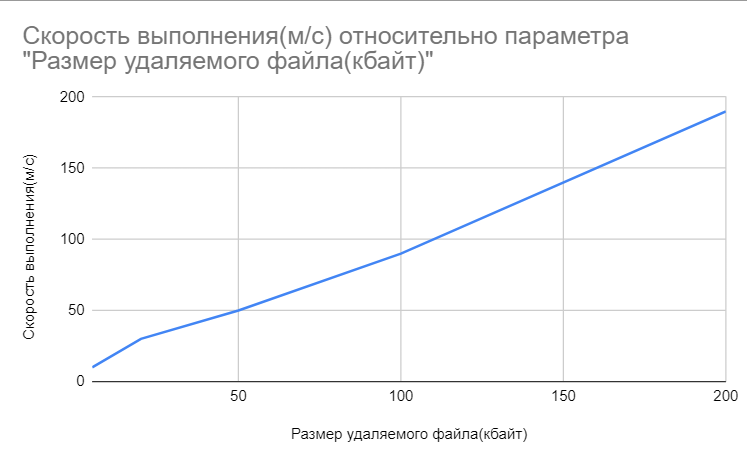 Скорость выполнения(м/с) относительно параметра
"Размер удаляемого файла(кбайт)"
200
150
100
50
0
Скорость выполнения(м/с)
50
100
150
200
Размер удаляемого файла(кбайт)